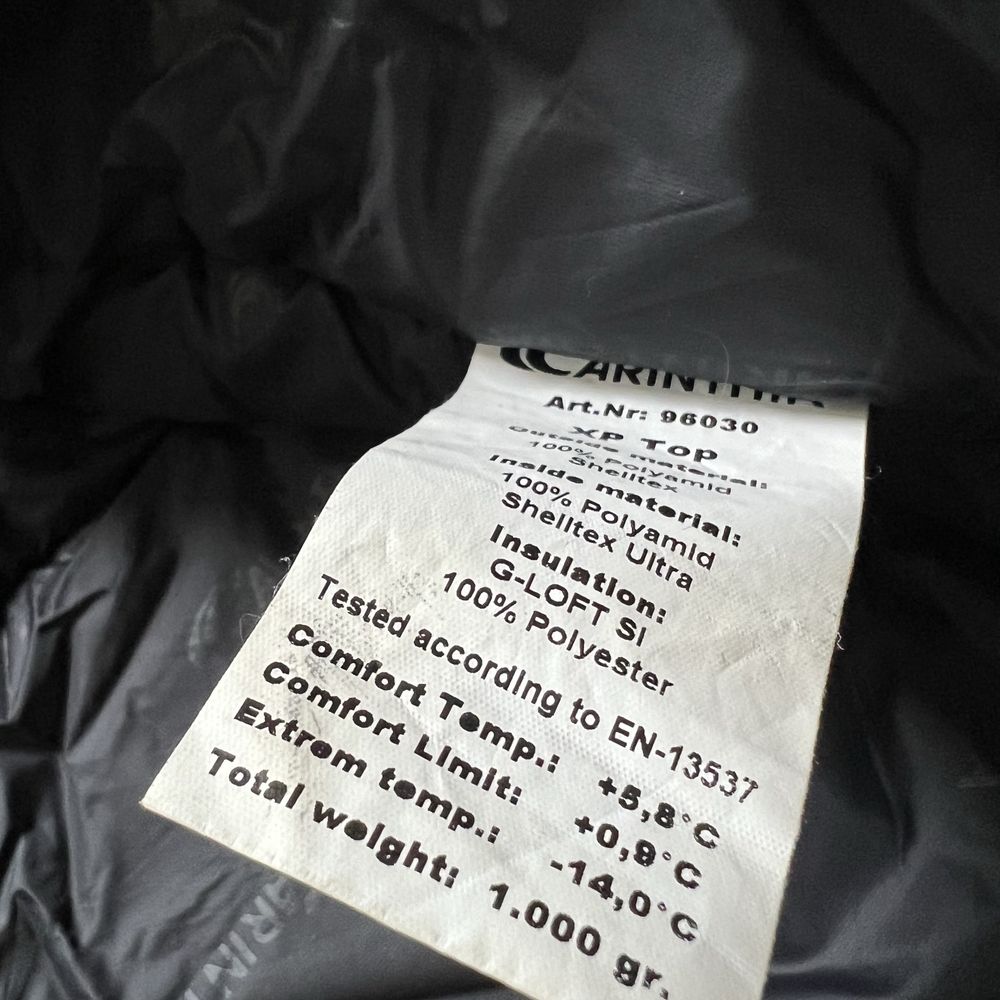 CARINTHIA
Art.Nr: 96030
XP Top
Outside material:
100% Polyamid
Shelltex
Inside material:
100% Polyamid
Shelltex Ultra
Insulation:
G-LOFT SI
100% Polyester
Tested according to EN-13537
Comfort Temp.: +5,8°C
Comfort Limit: +0,9°C
Extrem temp.: -14,0°C
Total weight: 1.000 gr.